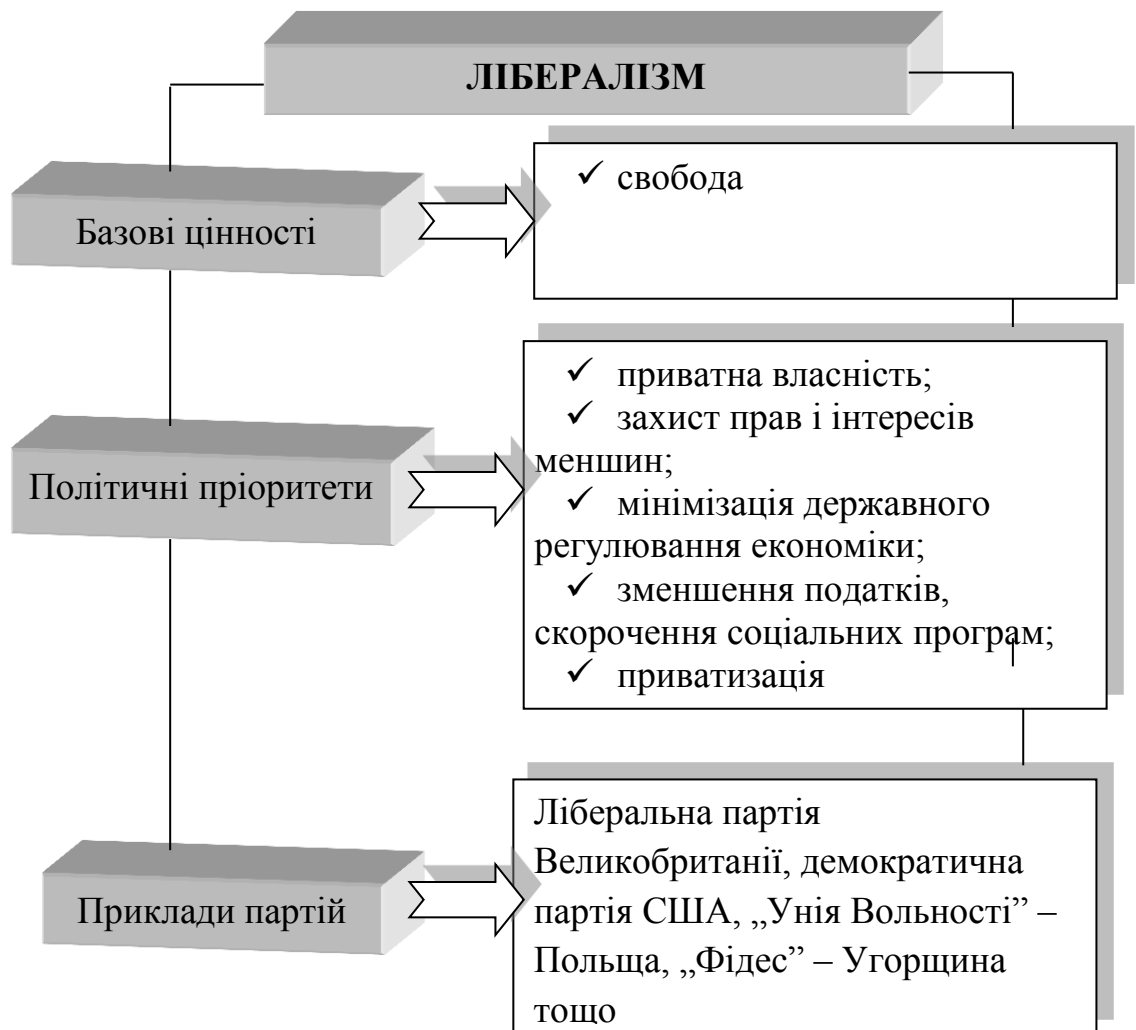 ЛІБЕРАЛІЗМ
Базові цінності
✓ свобода
Політичні пріоритети
✓ приватна власність;
✓ захист прав і інтересів
меншин;
✓ мінімізація державного
регулювання економіки;
✓ зменшення податків,
скорочення соціальних програм;
✓ приватизація
Приклади партій
Ліберальна партія
Великобританії, демократична
партія США, „Унія Вольності” –
Польща, „Фідес” – Угорщина
тощо